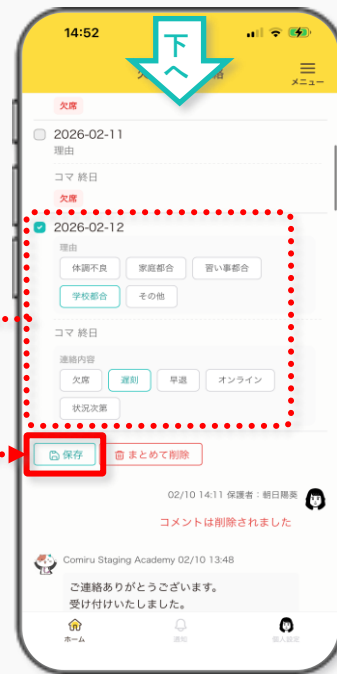 14:52
下
へ
メニュー
欠席
2026-02-11
理由
コマ 終日
欠席
2026-02-12
理由
体調不良 家庭都合 習い事都合
学校都合 その他
コマ 終日
連絡内容
欠席 遅刻 早退 オンライン
状況次第
保存 まとめて削除
02/10 14:11 保護者：朝日陽葵
コメントは削除されました
Comiru Staging Academy 02/10 13:48
ご連絡ありがとうございます。
受け付けいたしました。
ホーム 通知 個人設定